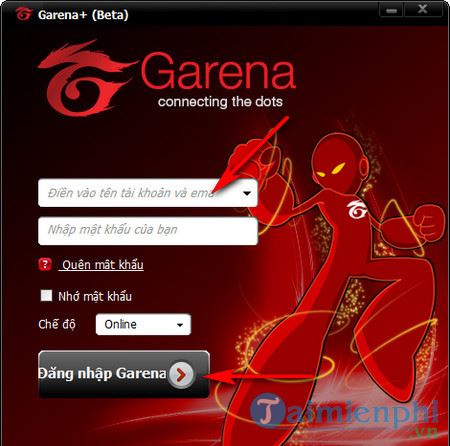 Garena+ (Beta)
Garena
connecting the dots
Điền vào tên tài khoản và ema
Nhập mật khẩu của bạn
? Quên mật khẩu
Nhớ mật khẩu
Chế độ Online
Đăng nhập Garena
Taimienphi
.vn